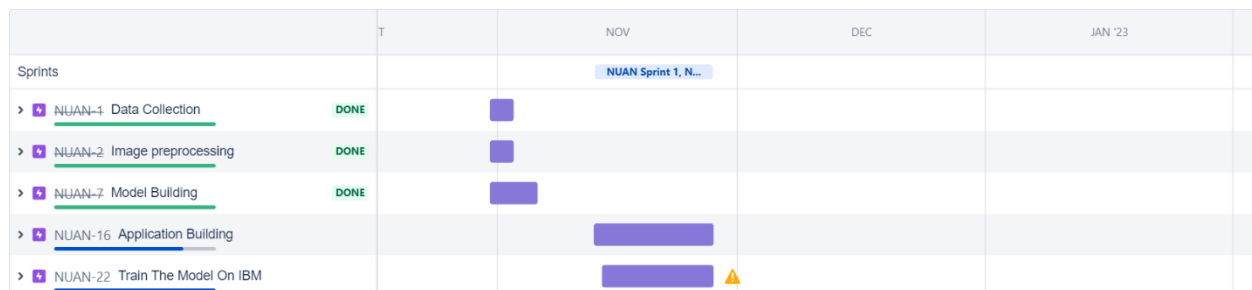 T NOV DEC JAN '23
Sprints NUAN Sprint 1, N...
NUAN-1 Data Collection DONE
NUAN-2 Image preprocessing DONE
NUAN-7 Model Building DONE
NUAN-16 Application Building
NUAN-22 Train The Model On IBM